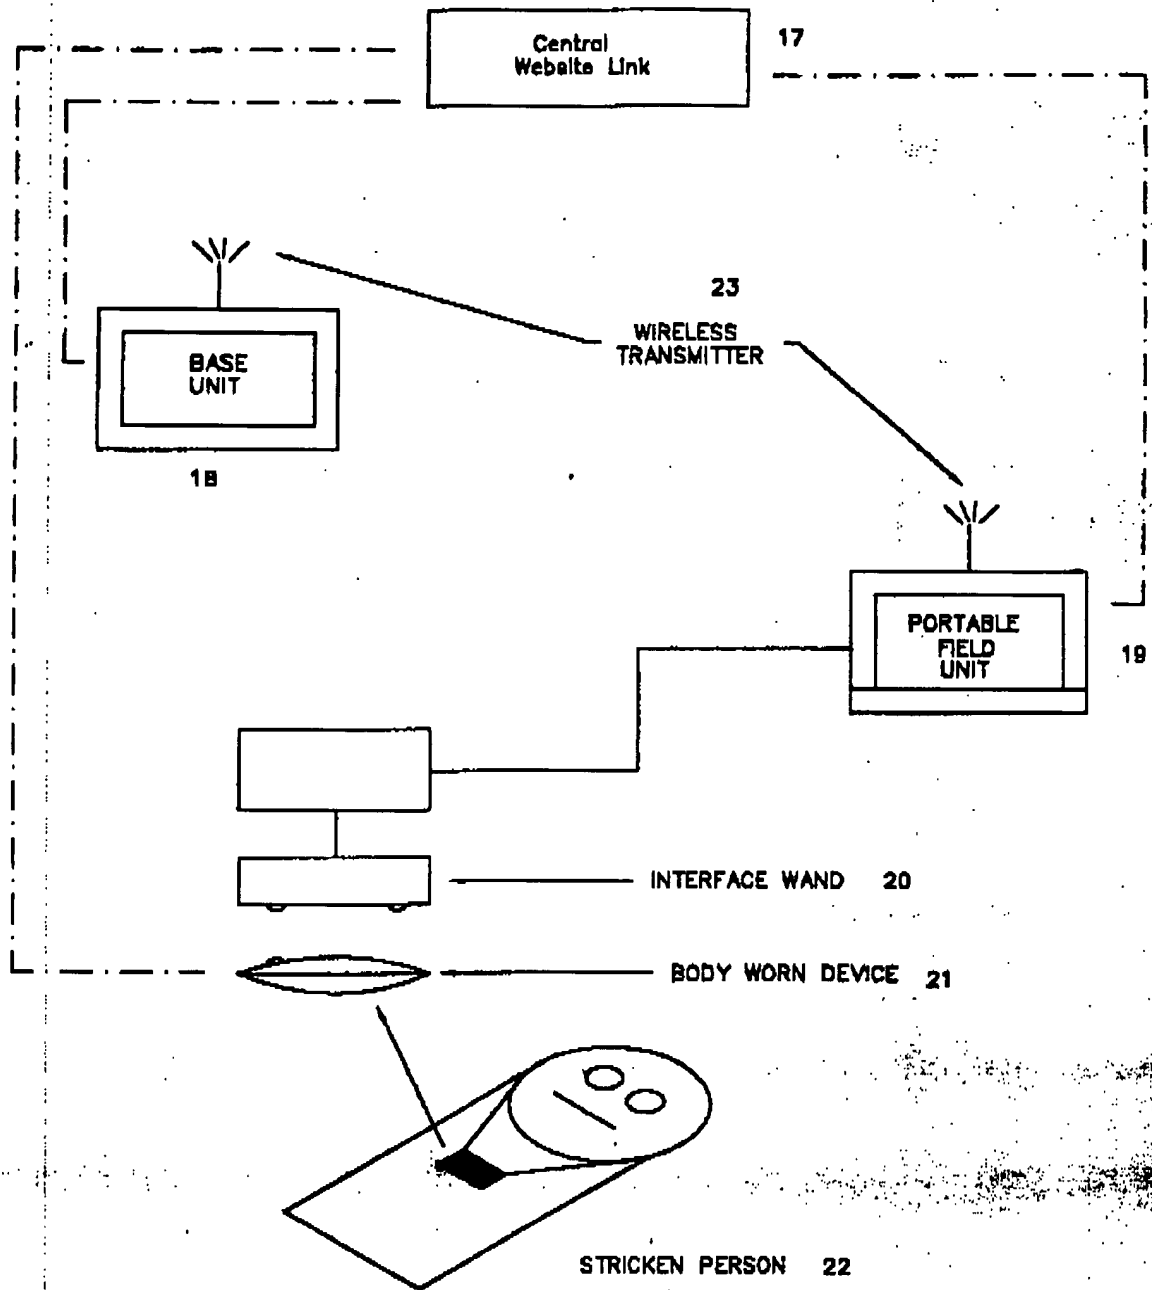 Central
Website Link
17
23
WIRELESS
TRANSMITTER
BASE
UNIT
18
PORTABLE
FIELD
UNIT
19
INTERFACE WAND 20
BODY WORN DEVICE 21
STRICKEN PERSON 22